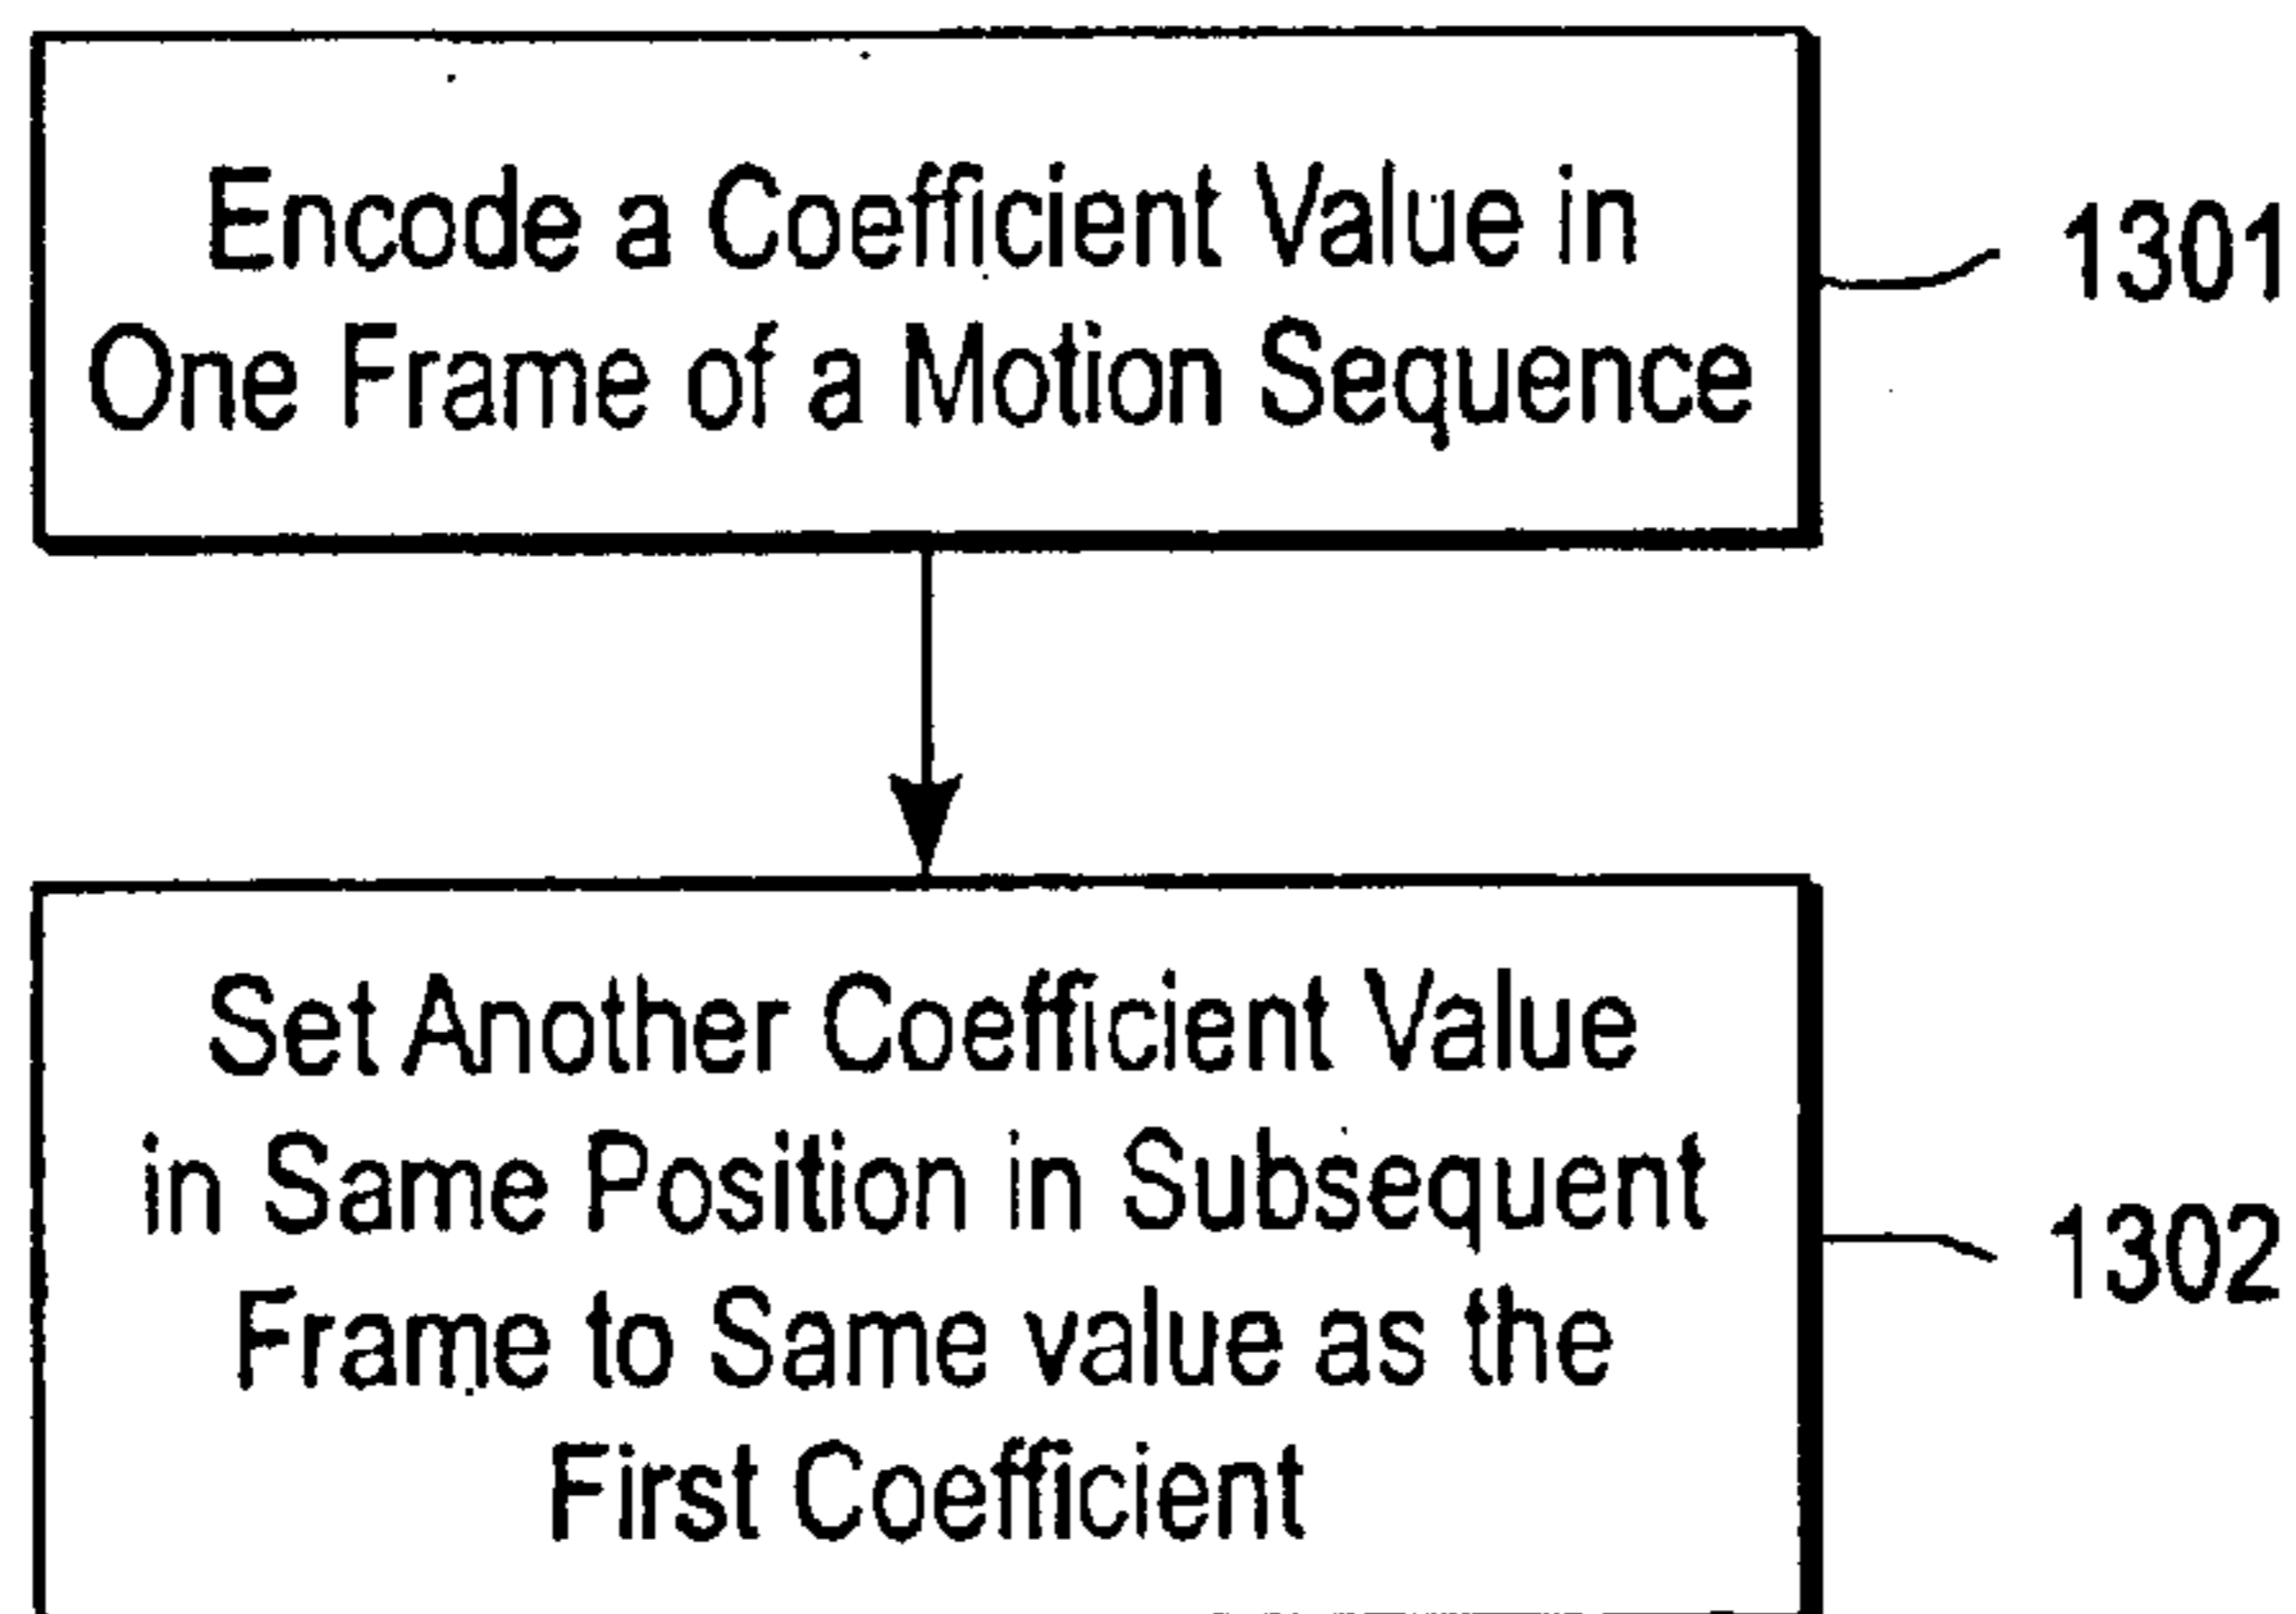 Encode a Coefficient Value in
One Frame of a Motion Sequence
1301
Set Another Coefficient Value
in Same Position in Subsequent
Frame to Same value as the
First Coefficient
1302